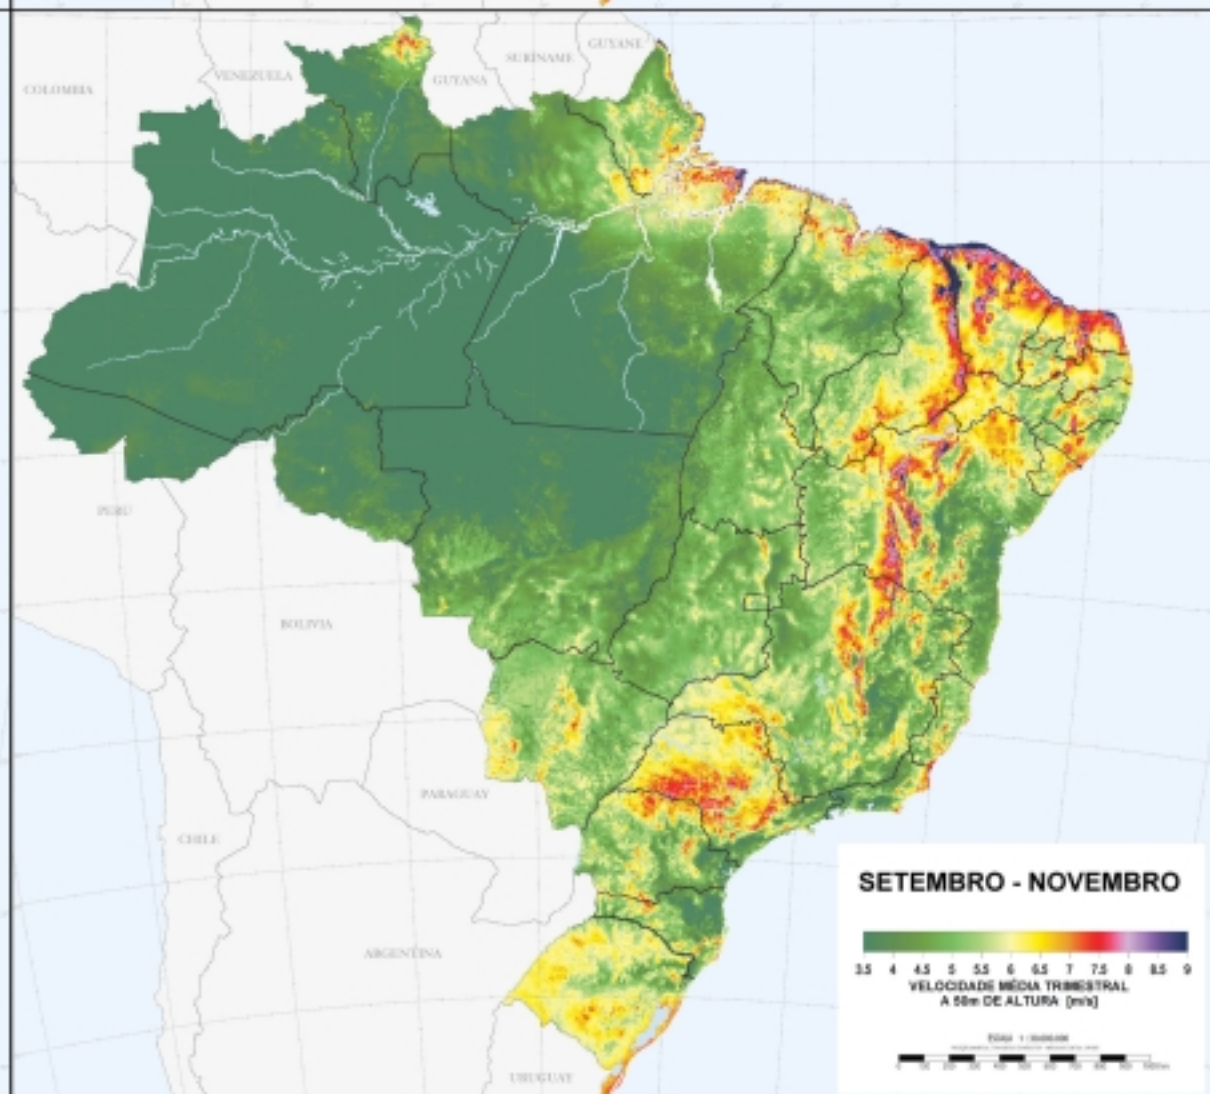 GUYANE
SURINAME
VENEZUELA
GUYANA
COLOMBIA
PERU
BOLIVIA
PARAGUAY
CHILE
ARGENTINA
URUGUAY
SETEMBRO - NOVEMBRO
3.5 4 4.5 5 5.5 6 6.5 7 7.5 8 8.5 9
VELOCIDADE MÉDIA TRIMESTRAL
A 50m DE ALTURA [m/s]